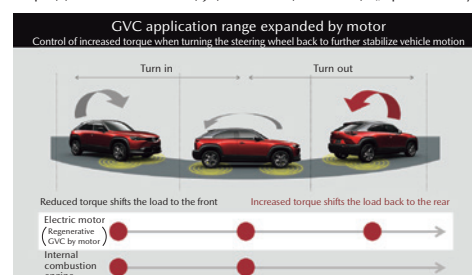 GVC application range expanded by motor
Control of increased torque when turning the steering wheel back to further stabilize vehicle motion
Turn in
Turn out
Reduced torque shifts the load to the front
Increased torque shifts the load back to the rear
Electric motor
(Regenerative
GVC by motor)
Internal
combustion